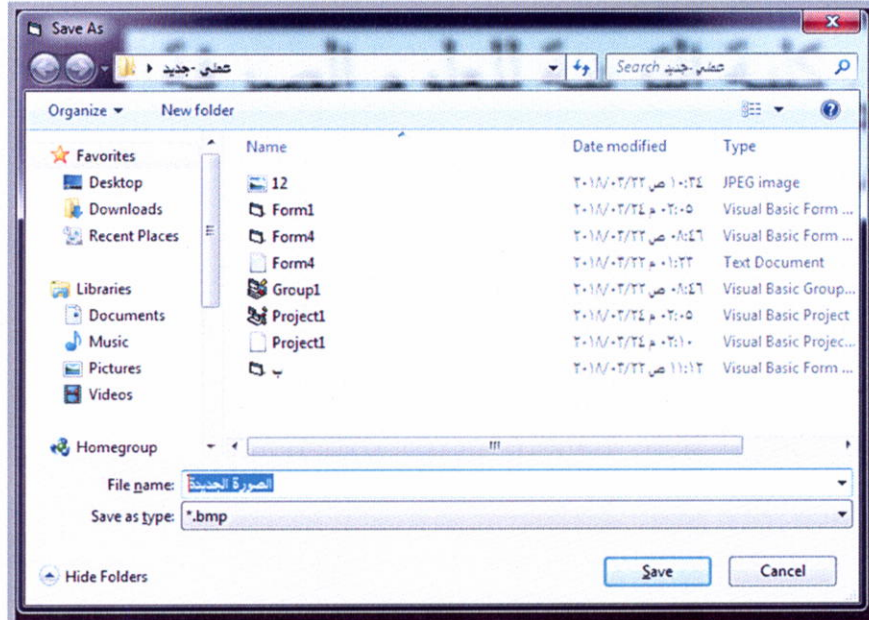 Save As
عملي -جديد
Search عملي -جديد
Organize
New folder
Favorites
Desktop
Downloads
Recent Places
Libraries
Documents
Music
Pictures
Videos
Homegroup
Name Date modified Type
12 JPEG image
Form1 Visual Basic Form ...
Form4 Visual Basic Form ...
Form4 Text Document
Group1 Visual Basic Group...
Project1 Visual Basic Project
Project1 Visual Basic Projec...
ب Visual Basic Form ...
File name: الصورة الجديدة
Save as type: *.bmp
Hide Folders
Save
Cancel